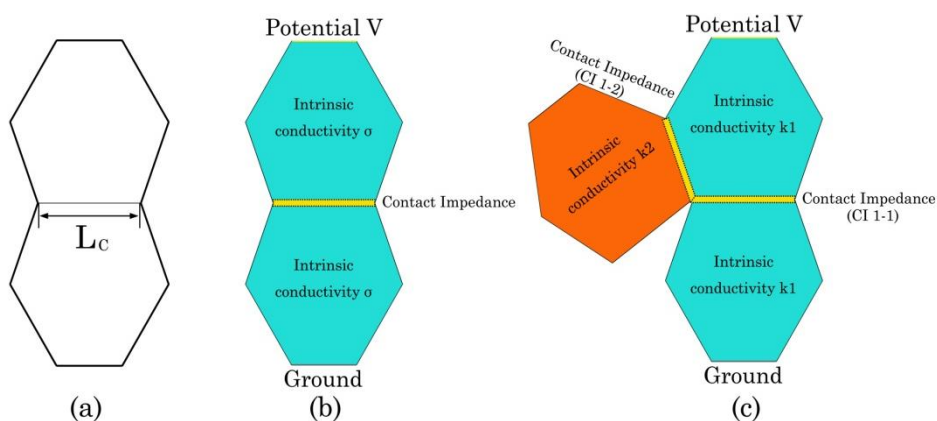 Lc
(a)
Potential V
Intrinsic
conductivity σ
Contact Impedance
Intrinsic
conductivity σ
Ground
(b)
Potential V
Contact Impedance
(CI 1-2)
Intrinsic
conductivity k1
Intrinsic
conductivity k2
Contact Impedance
(CI 1-1)
Intrinsic
conductivity k1
Ground
(c)